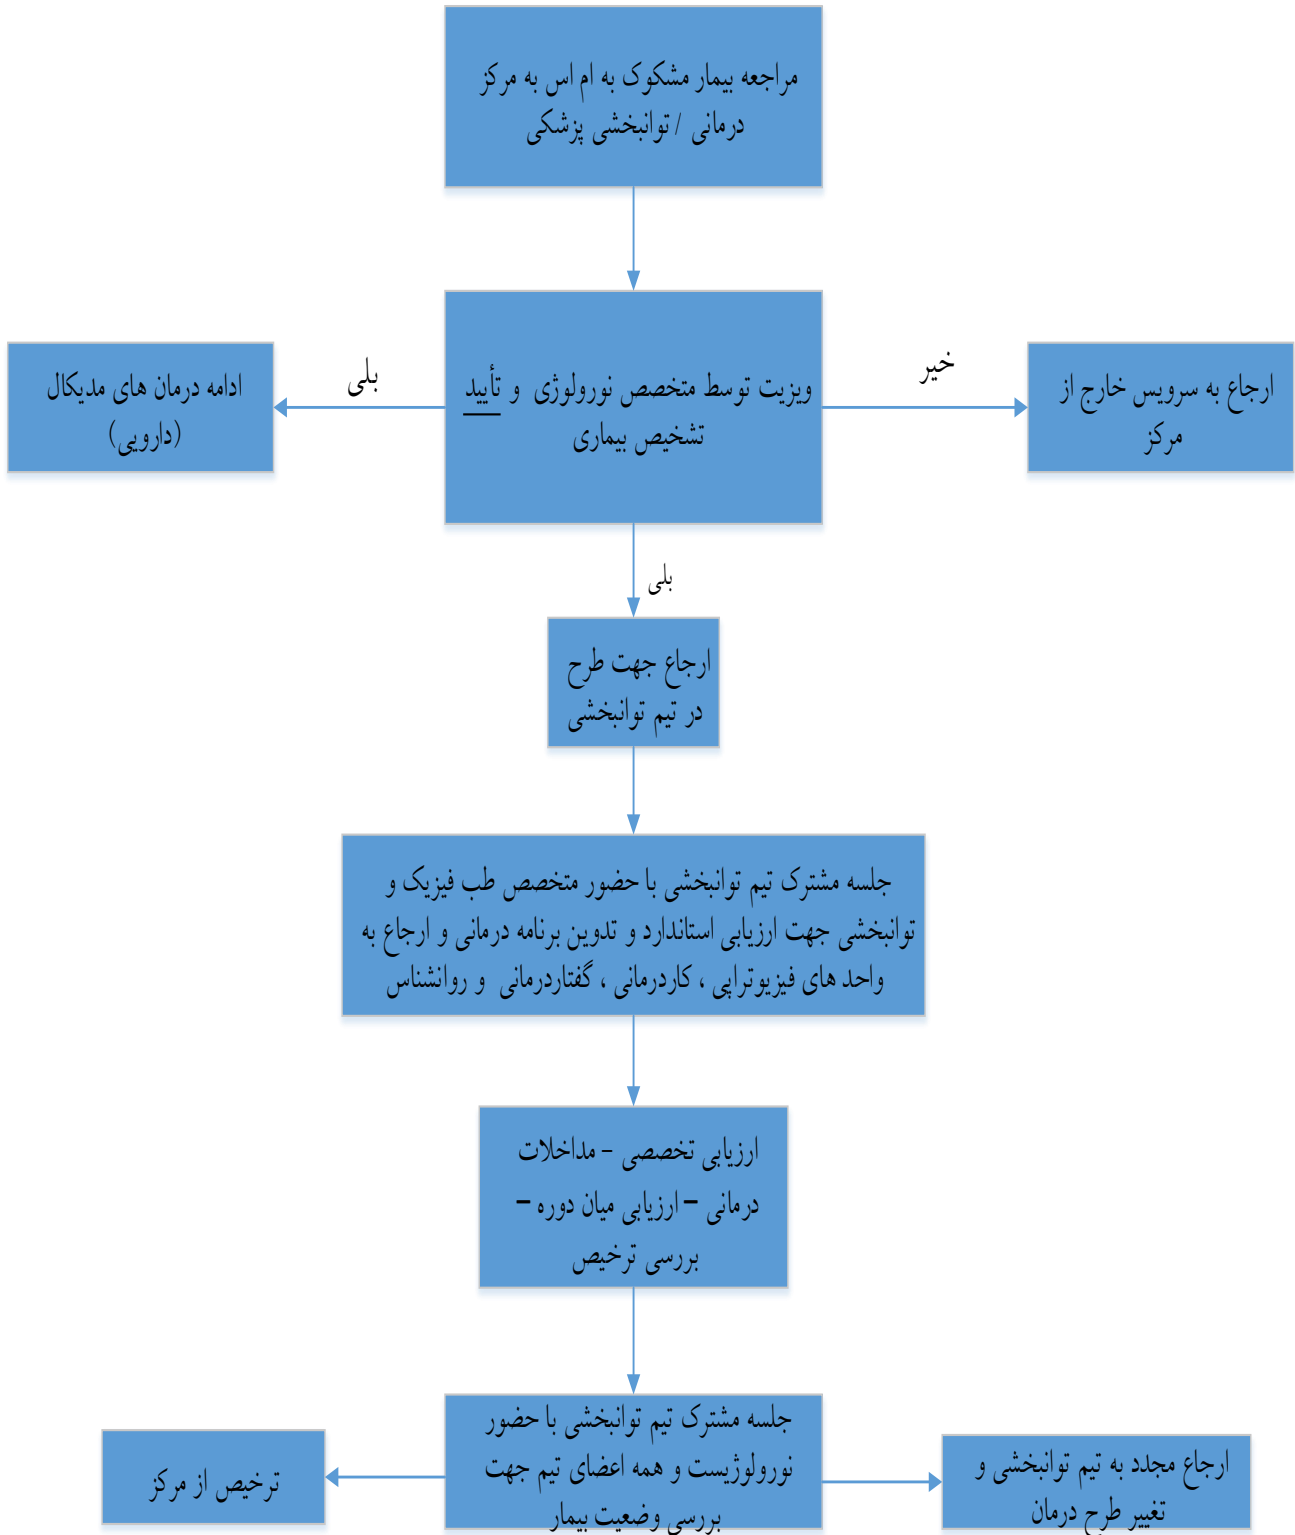 مراجعه بیمار مشکوک به ام اس به مرکز
درمانی / توانبخشی پزشکی
ویزیت توسط متخصص نورولوژی و تأیید
تشخیص بیماری
خیر
ارجاع به سرویس خارج از
مرکز
بلی
ادامه درمان های مدیکال
(دارویی)
بلی
ارجاع جهت طرح
در تیم توانبخشی
جلسه مشترک تیم توانبخشی با حضور متخصص طب فیزیک و
توانبخشی جهت ارزیابی استاندارد و تدوین برنامه درمانی و ارجاع به
واحد های فیزیوتراپی ، کاردرمانی ، گفتاردرمانی و روانشناس
ارزیابی تخصصی - مداخلات
درمانی – ارزیابی میان دوره –
بررسی ترخیص
جلسه مشترک تیم توانبخشی با حضور
نورولوژیست و همه اعضای تیم جهت
بررسی وضعیت بیمار
ارجاع مجدد به تیم توانبخشی و
تغییر طرح درمان
ترخیص از مرکز